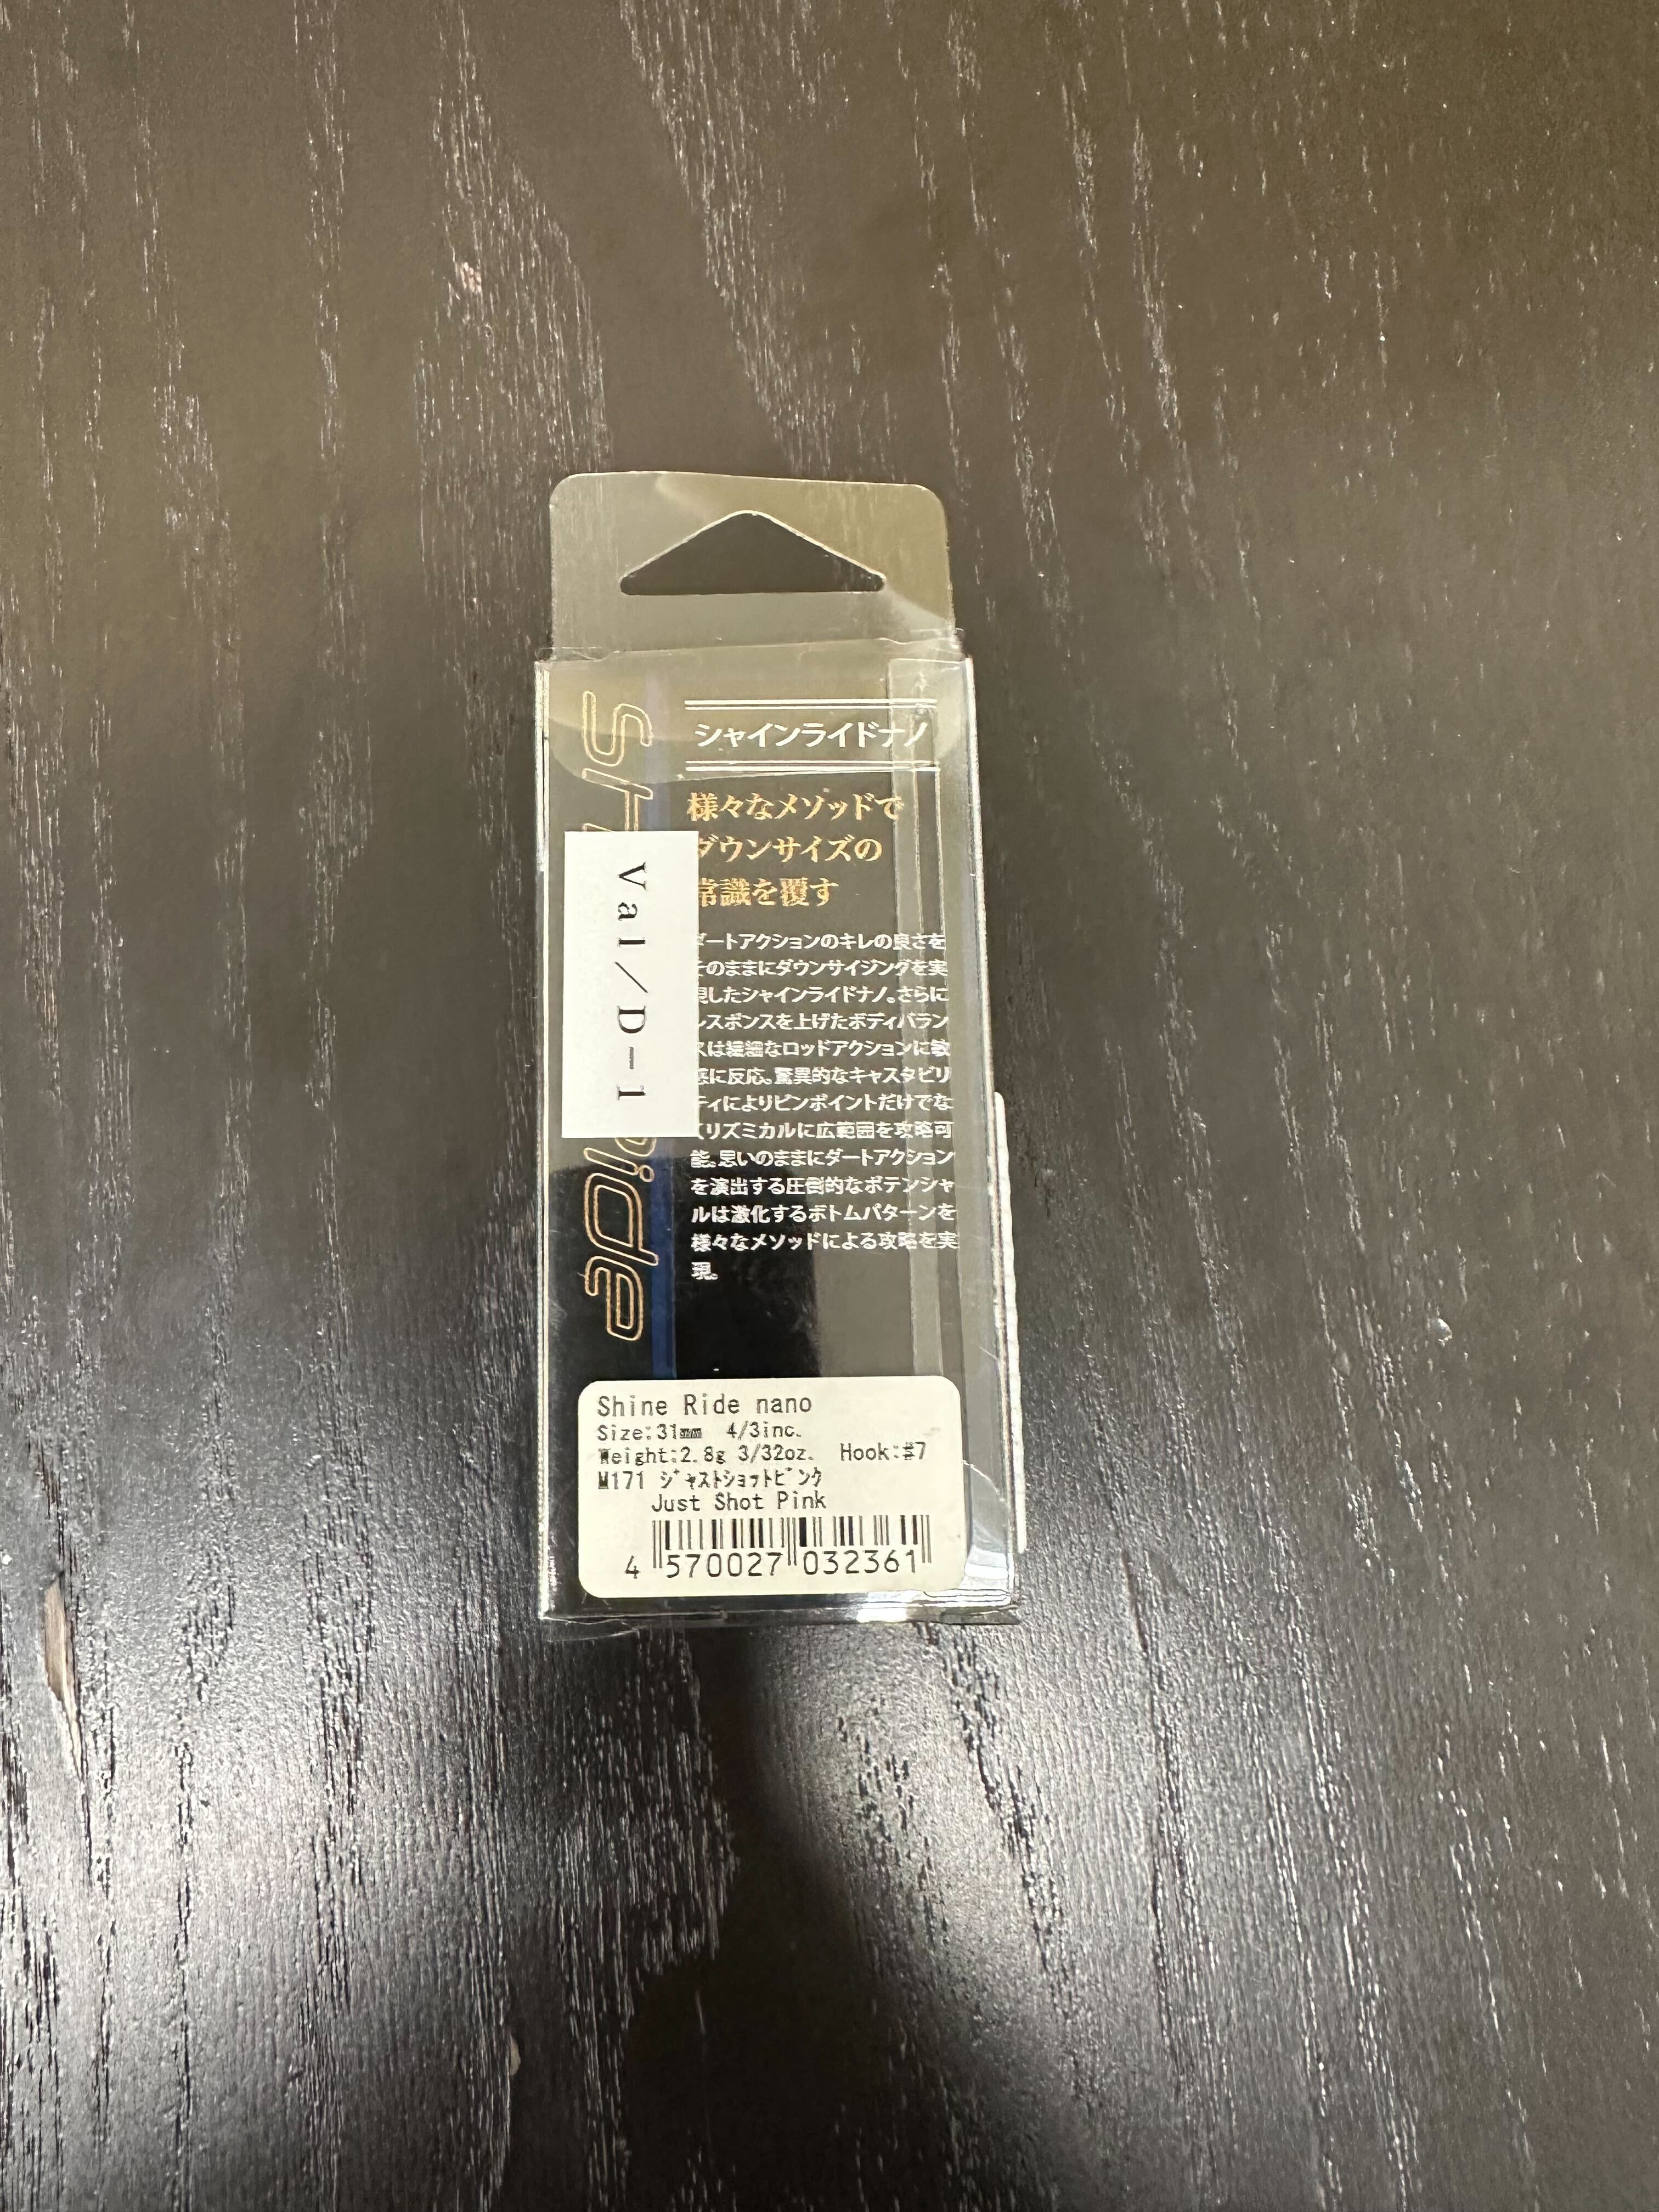 シャインライドナノ
様々なメソッドで
ダウンサイズの
常識を覆す
ダートアクションのキレの良さを
そのままにダウンサイジングを実
現したシャインライドナノ。さらに
レスポンスを上げたボディバラン
スは繊細なロッドアクションに敏
感に反応。驚異的なキャスタビリ
ティによりピンポイントだけでな
くリズミカルに広範囲を攻略可
能。思いのままにダートアクション
を演出する圧倒的なポテンシャ
ルは激化するボトムパターンを
様々なメソッドによる攻略を実
現。
Val/D-1
Shine Ride nano
Size:31mm 4/3inc.
Weight:2.8g 3/32oz. Hook:#7
M171 ジャストショットピンク
Just Shot Pink
4 570027 032361